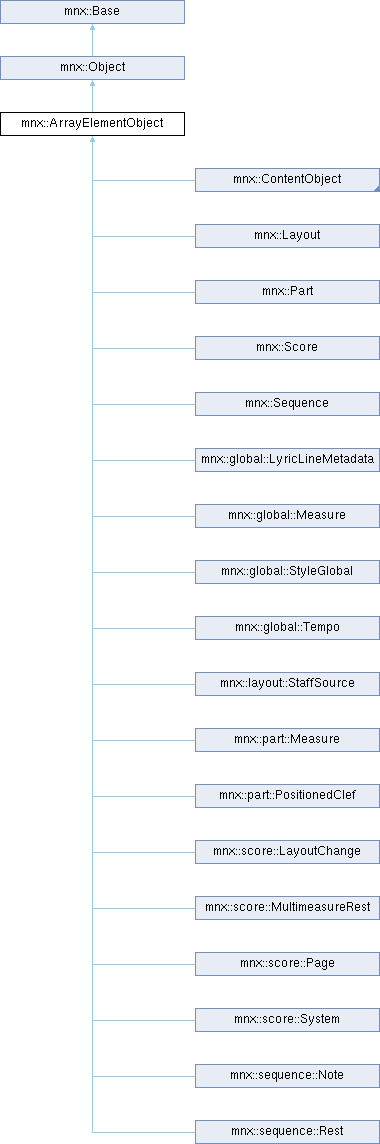 mnx::Base
mnx::Object
mnx::ArrayElementObject
mnx::ContentObject
mnx::Layout
mnx::Part
mnx::Score
mnx::Sequence
mnx::global::LyricLineMetadata
mnx::global::Measure
mnx::global::StyleGlobal
mnx::global::Tempo
mnx::layout::StaffSource
mnx::part::Measure
mnx::part::PositionedClef
mnx::score::LayoutChange
mnx::score::MultimeasureRest
mnx::score::Page
mnx::score::System
mnx::sequence::Note
mnx::sequence::Rest